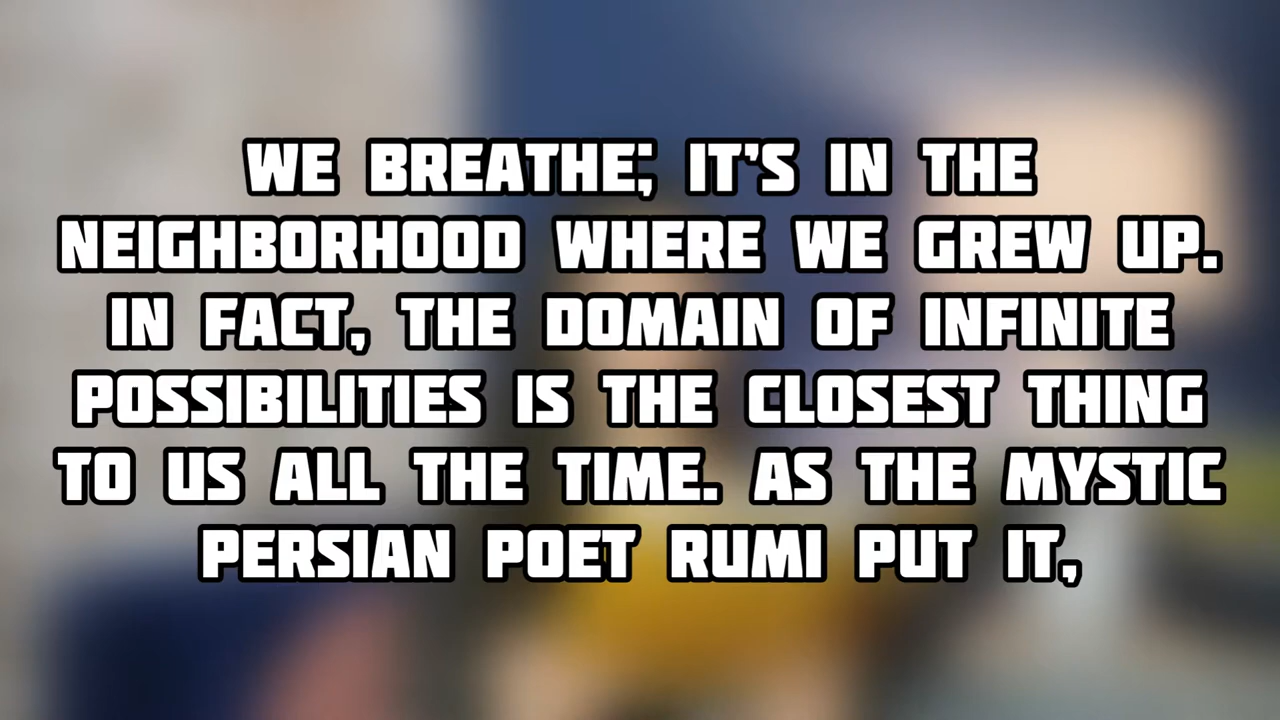 WE BREATHE; IT'S IN THE
NEIGHBORHOOD WHERE WE GREW UP.
IN FACT, THE DOMAIN OF INFINITE
POSSIBILITIES IS THE CLOSEST THING
TO US ALL THE TIME. AS THE MYSTIC
PERSIAN POET RUMI PUT IT,